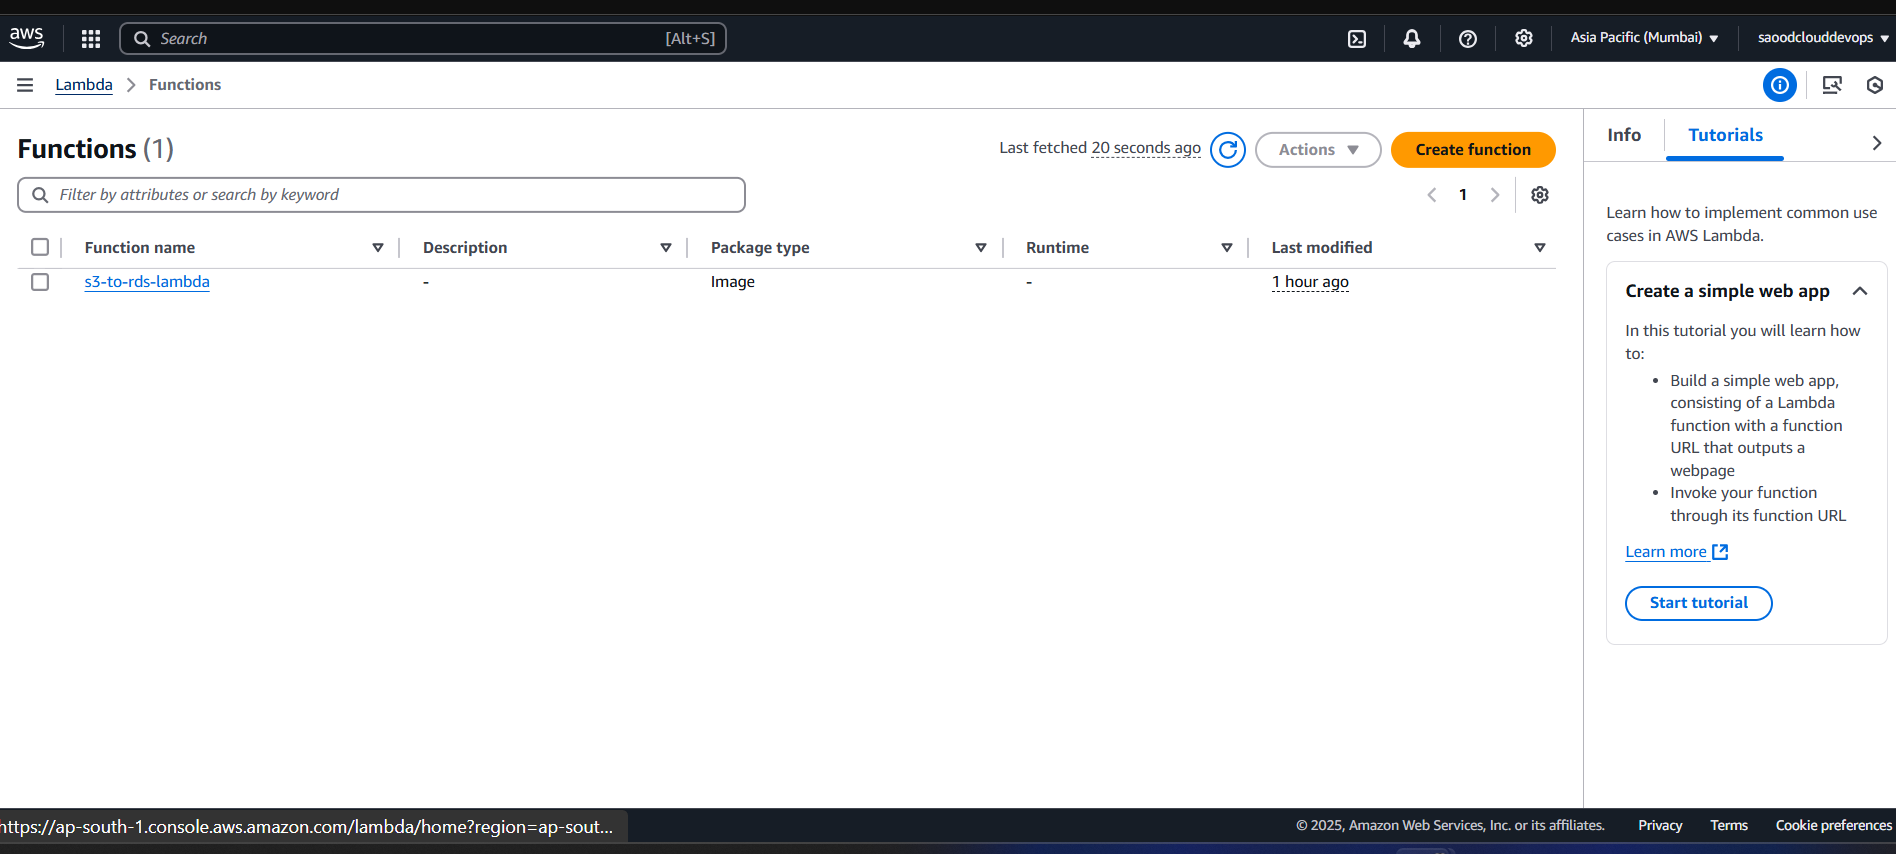 aws
Search [Alt+S]
Asia Pacific (Mumbai) saoodclouddevops
Lambda Functions
Functions (1)
Last fetched 20 seconds ago
Actions
Create function
Filter by attributes or search by keyword
1
Function name Description Package type Runtime Last modified
s3-to-rds-lambda - Image - 1 hour ago
Info Tutorials
Learn how to implement common use
cases in AWS Lambda.
Create a simple web app
In this tutorial you will learn how
to:
• Build a simple web app,
consisting of a Lambda
function with a function
URL that outputs a
webpage
• Invoke your function
through its function URL
Learn more
Start tutorial
https://ap-south-1.console.aws.amazon.com/lambda/home?region=ap-sout...
© 2025, Amazon Web Services, Inc. or its affiliates. Privacy Terms Cookie preferences